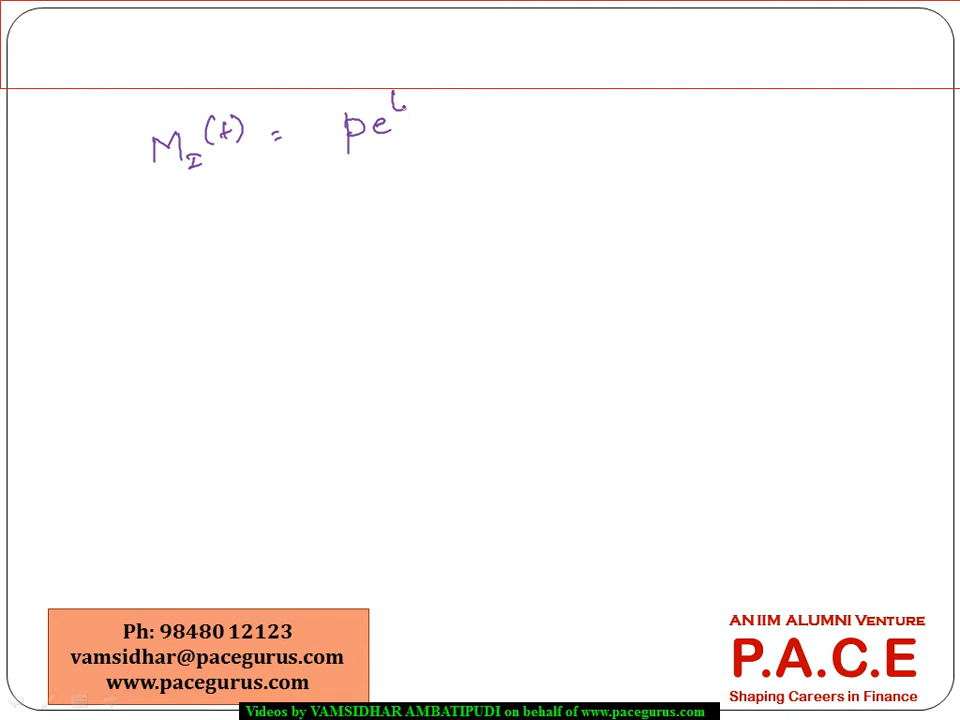 M_I(t) = pe^t
Ph: 98480 12123
vamsidhar@pacegurus.com
www.pacegurus.com
AN IIM ALUMNI VENTURE
P.A.C.E
Shaping Careers in Finance
Videos by VAMSIDHAR AMBATIPUDI on behalf of www.pacegurus.com